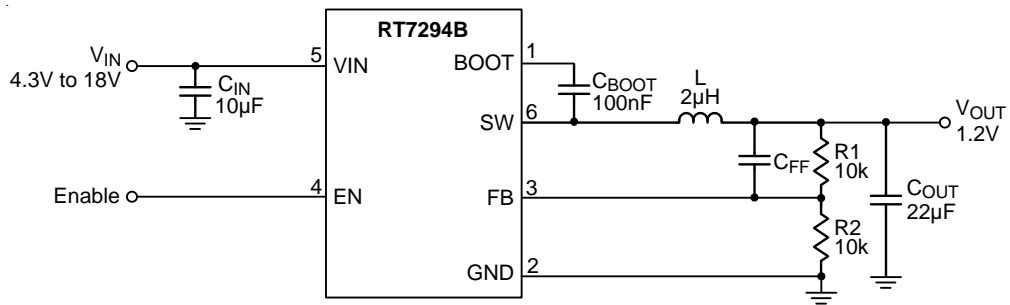 RT7294B
VIN
4.3V to 18V
CIN
10µF
5
VIN
BOOT
1
CBOOT
100nF
L
2µH
SW
6
VOUT
1.2V
CFF
R1
10k
COUT
22µF
Enable
4
EN
FB
3
R2
10k
GND
2